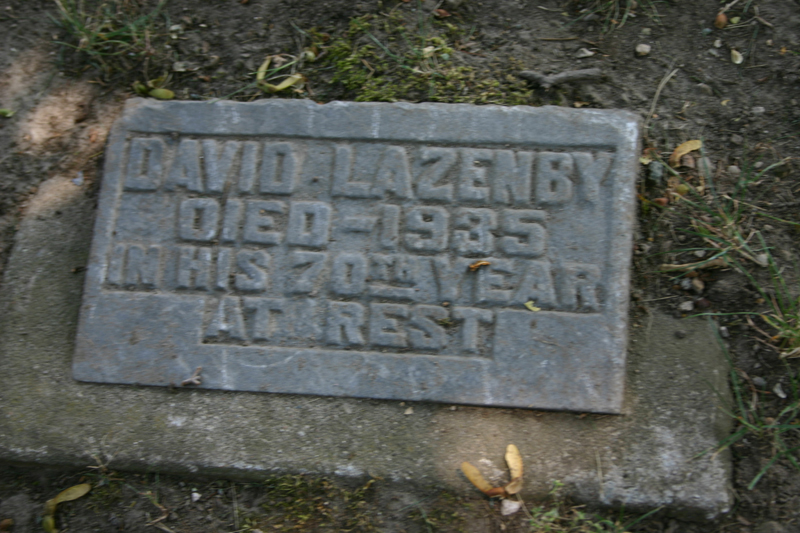 DAVID LAZENBY
DIED - 1935
IN HIS 70TH YEAR
AT REST